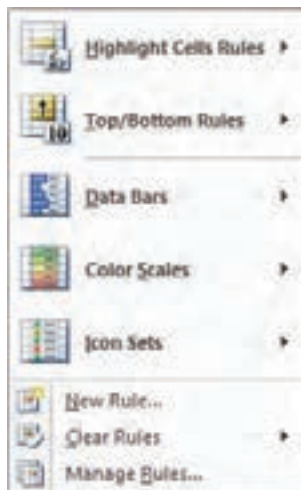 Highlight Cells Rules
Top/Bottom Rules
Data Bars
Color Scales
Icon Sets
New Rule...
Clear Rules
Manage Rules...